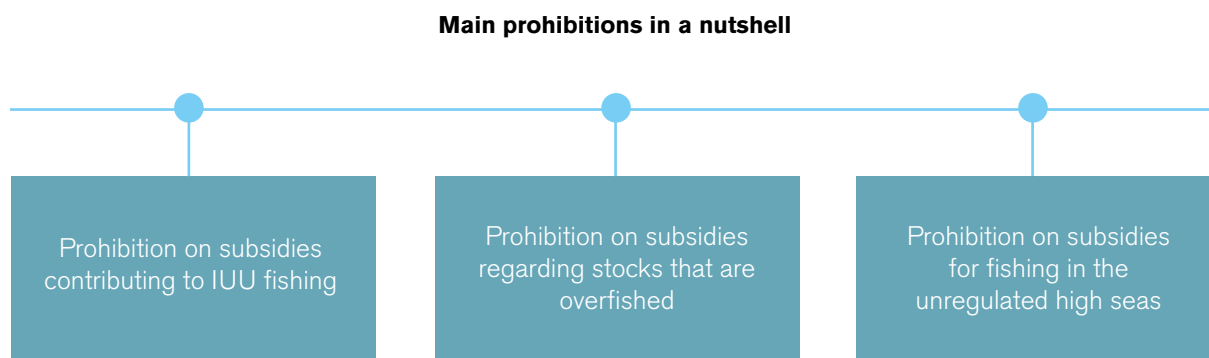 Main prohibitions in a nutshell
Prohibition on subsidies
contributing to IUU fishing
Prohibition on subsidies
regarding stocks that are
overfished
Prohibition on subsidies
for fishing in the
unregulated high seas